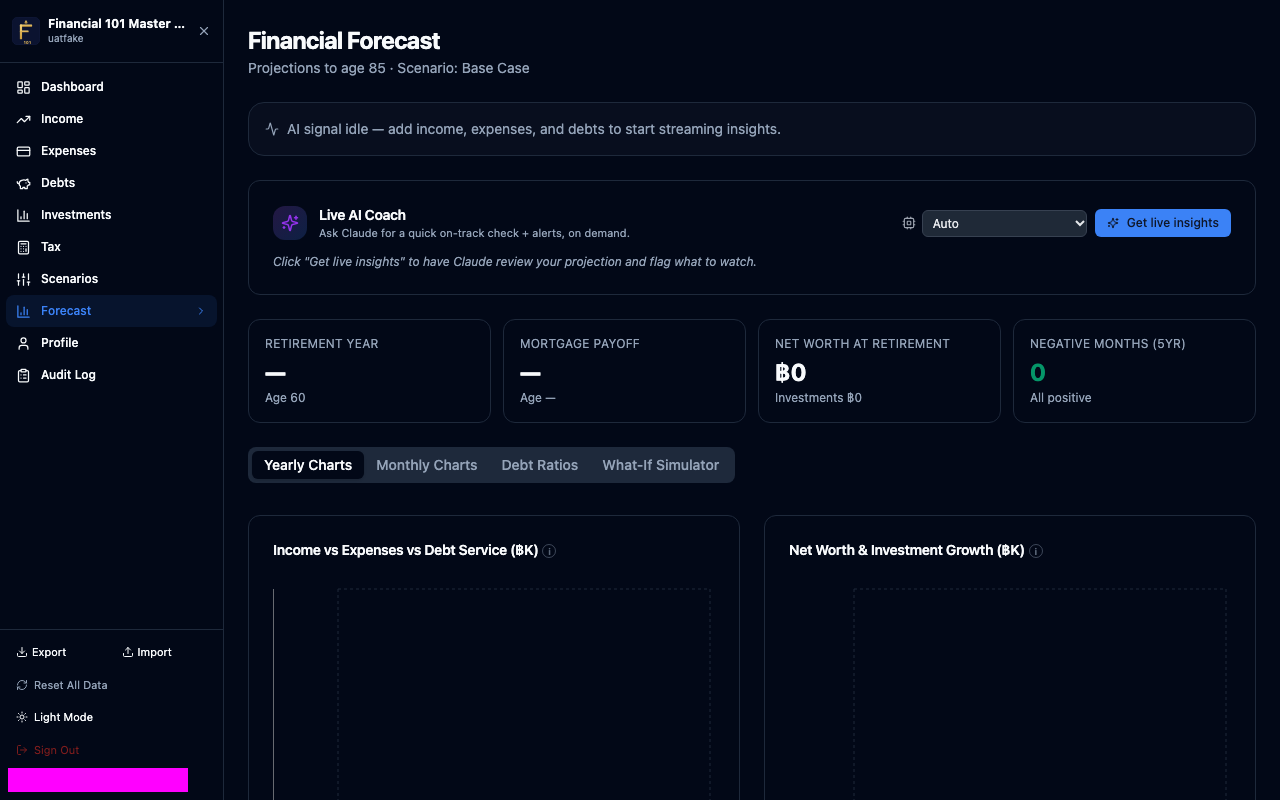 F
101
Financial 101 Master ...
uatfake
Dashboard
Income
Expenses
Debts
Investments
Tax
Scenarios
Forecast
Profile
Audit Log
Export
Import
Reset All Data
Light Mode
Sign Out
Financial Forecast
Projections to age 85 · Scenario: Base Case
AI signal idle — add income, expenses, and debts to start streaming insights.
Live AI Coach
Ask Claude for a quick on-track check + alerts, on demand.
Auto
Get live insights
Click "Get live insights" to have Claude review your projection and flag what to watch.
RETIREMENT YEAR
—
Age 60
MORTGAGE PAYOFF
—
Age —
NET WORTH AT RETIREMENT
฿0
Investments ฿0
NEGATIVE MONTHS (5YR)
0
All positive
Yearly Charts
Monthly Charts
Debt Ratios
What-If Simulator
Income vs Expenses vs Debt Service (฿K)
Net Worth & Investment Growth (฿K)